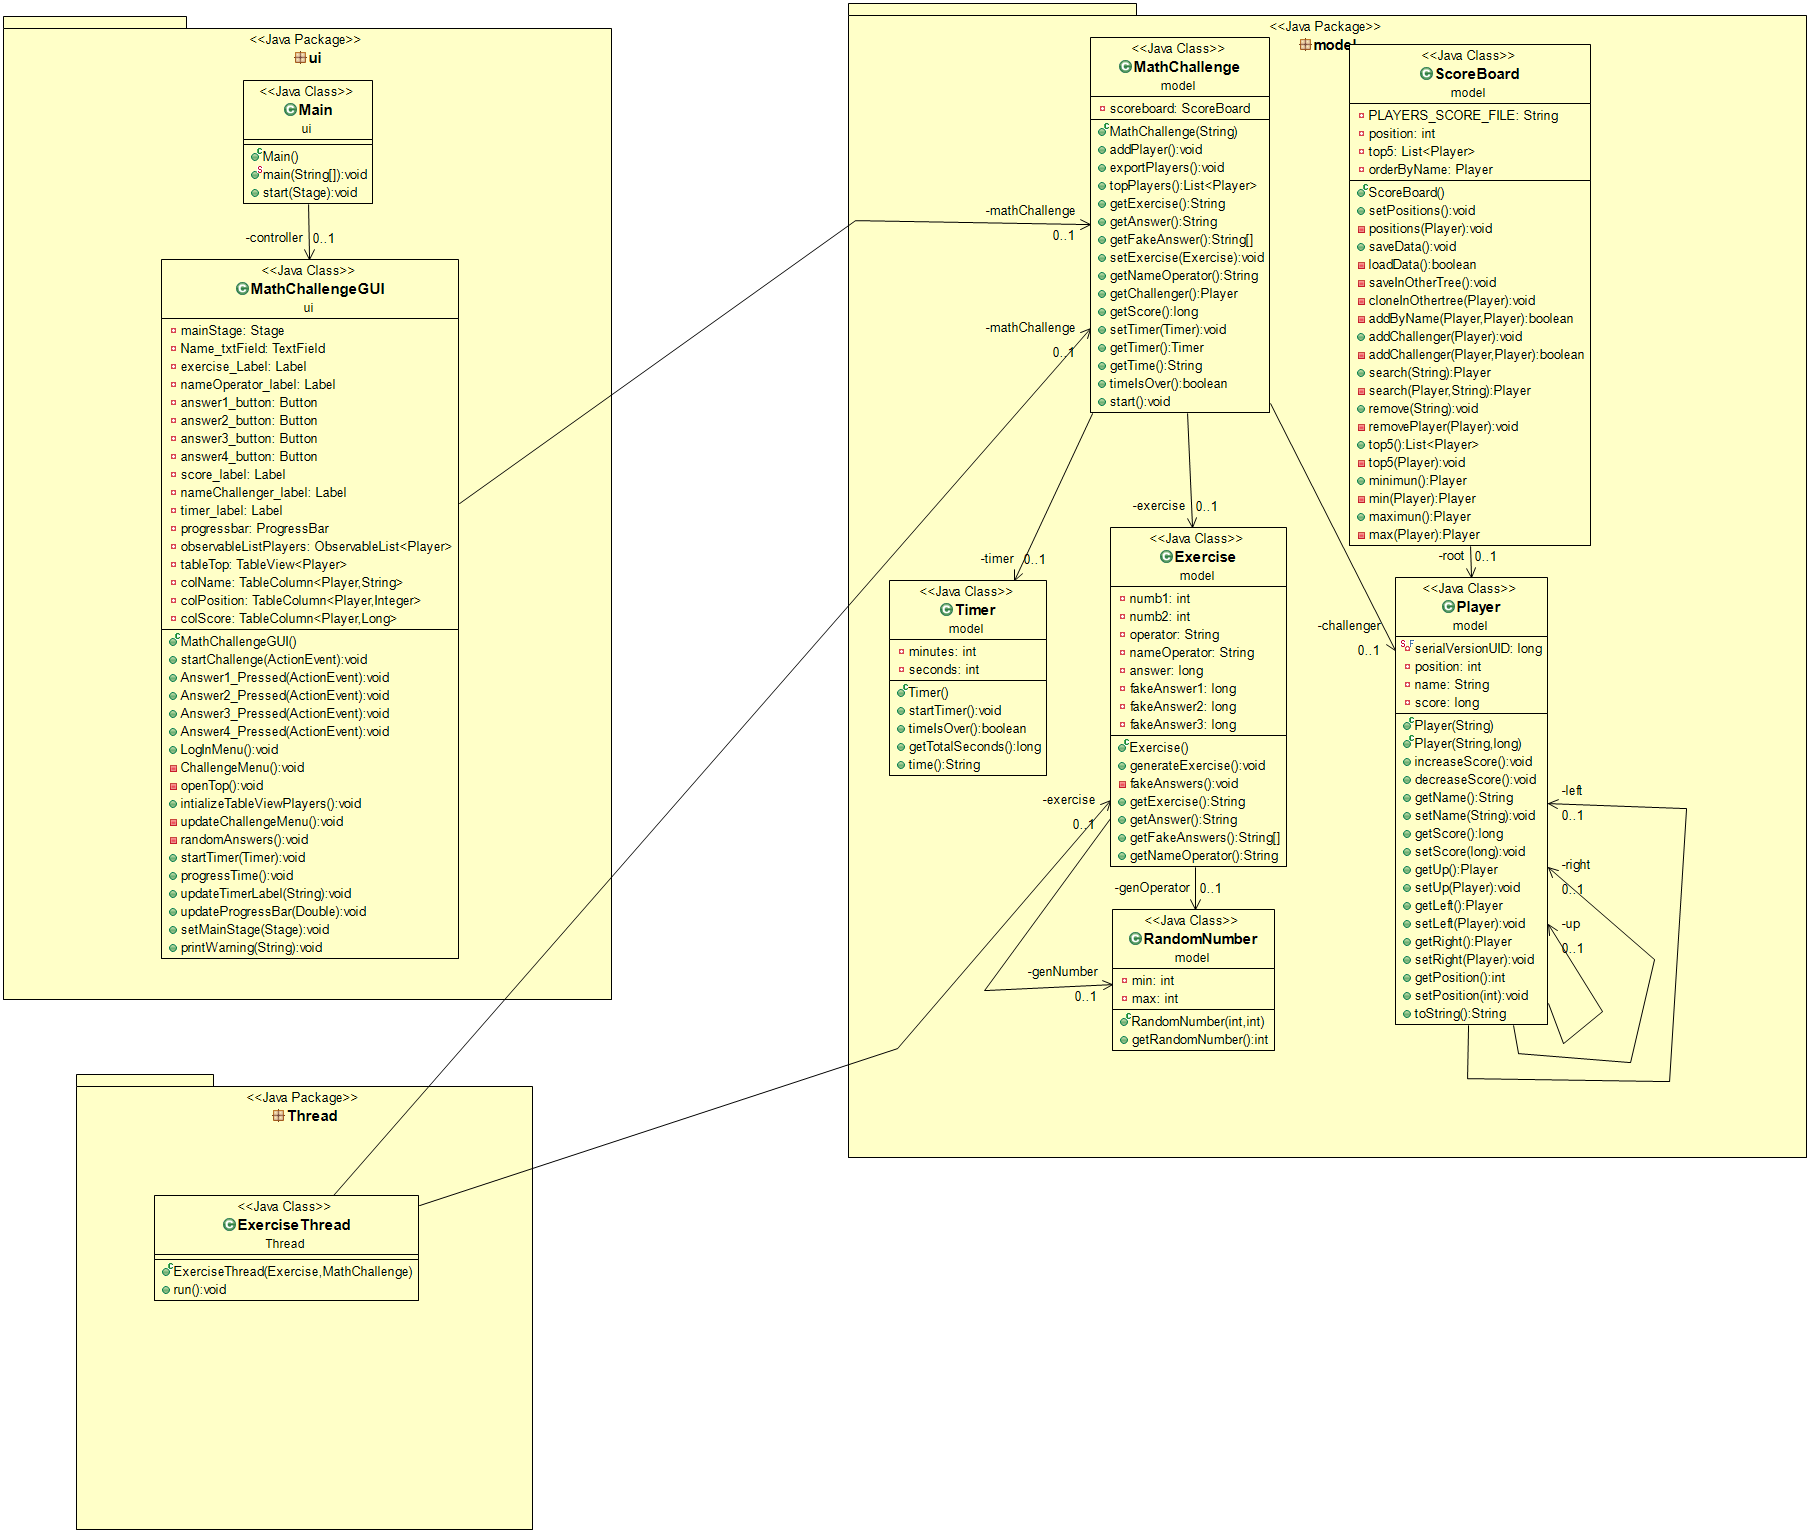 <<Java Package>>
ui
<<Java Class>>
Main
ui
Main()
main(String[]):void
start(Stage):void
-controller
0..1
<<Java Class>>
MathChallengeGUI
ui
mainStage: Stage
Name_txtField: TextField
exercise_Label: Label
nameOperator_label: Label
answer1_button: Button
answer2_button: Button
answer3_button: Button
answer4_button: Button
score_label: Label
nameChallenger_label: Label
timer_label: Label
progressbar: ProgressBar
observableListPlayers: ObservableList<Player>
tableTop: TableView<Player>
colName: TableColumn<Player,String>
colPosition: TableColumn<Player,Integer>
colScore: TableColumn<Player,Long>
MathChallengeGUI()
startChallenge(ActionEvent):void
Answer1_Pressed(ActionEvent):void
Answer2_Pressed(ActionEvent):void
Answer3_Pressed(ActionEvent):void
Answer4_Pressed(ActionEvent):void
LogInMenu():void
ChallengeMenu():void
openTop():void
intializeTableViewPlayers():void
updateChallengeMenu():void
randomAnswers():void
startTimer(Timer):void
progressTime():void
updateTimerLabel(String):void
updateProgressBar(Double):void
setMainStage(Stage):void
printWarning(String):void
<<Java Package>>
Thread
<<Java Class>>
ExerciseThread
Thread
ExerciseThread(Exercise,MathChallenge)
run():void
<<Java Package>>
model
<<Java Class>>
MathChallenge
model
scoreboard: ScoreBoard
MathChallenge(String)
addPlayer():void
exportPlayers():void
topPlayers():List<Player>
getExercise():String
getAnswer():String
getFakeAnswer():String[]
setExercise(Exercise):void
getNameOperator():String
getChallenger():Player
getScore():long
setTimer(Timer):void
getTimer():Timer
getTime():String
timeIsOver():boolean
start():void
-mathChallenge
0..1
-mathChallenge
0..1
<<Java Class>>
ScoreBoard
model
PLAYERS_SCORE_FILE: String
position: int
top5: List<Player>
orderByName: Player
ScoreBoard()
setPositions():void
positions(Player):void
saveData():void
loadData():boolean
saveInOtherTree():void
cloneInOthertree(Player):void
addByName(Player,Player):boolean
addChallenger(Player):void
addChallenger(Player,Player):boolean
search(String):Player
search(Player,String):Player
remove(String):void
removePlayer(Player):void
top5():List<Player>
top5(Player):void
minimun():Player
min(Player):Player
maximun():Player
max(Player):Player
-root
0..1
-timer
0..1
<<Java Class>>
Timer
model
minutes: int
seconds: int
Timer()
startTimer():void
timeIsOver():boolean
getTotalSeconds():long
time():String
-exercise
0..1
<<Java Class>>
Exercise
model
numb1: int
numb2: int
operator: String
nameOperator: String
answer: long
fakeAnswer1: long
fakeAnswer2: long
fakeAnswer3: long
Exercise()
generateExercise():void
fakeAnswers():void
getExercise():String
getAnswer():String
getFakeAnswers():String[]
getNameOperator():String
-exercise
0..1
-genOperator
0..1
-genNumber
0..1
<<Java Class>>
RandomNumber
model
min: int
max: int
RandomNumber(int,int)
getRandomNumber():int
-challenger
0..1
<<Java Class>>
Player
model
serialVersionUID: long
position: int
name: String
score: long
Player(String)
Player(String,long)
increaseScore():void
decreaseScore():void
getName():String
setName(String):void
getScore():long
setScore(long):void
getUp():Player
setUp(Player):void
getLeft():Player
setLeft(Player):void
getRight():Player
setRight(Player):void
getPosition():int
setPosition(int):void
toString():String
-left
0..1
-right
0..1
-up
0..1